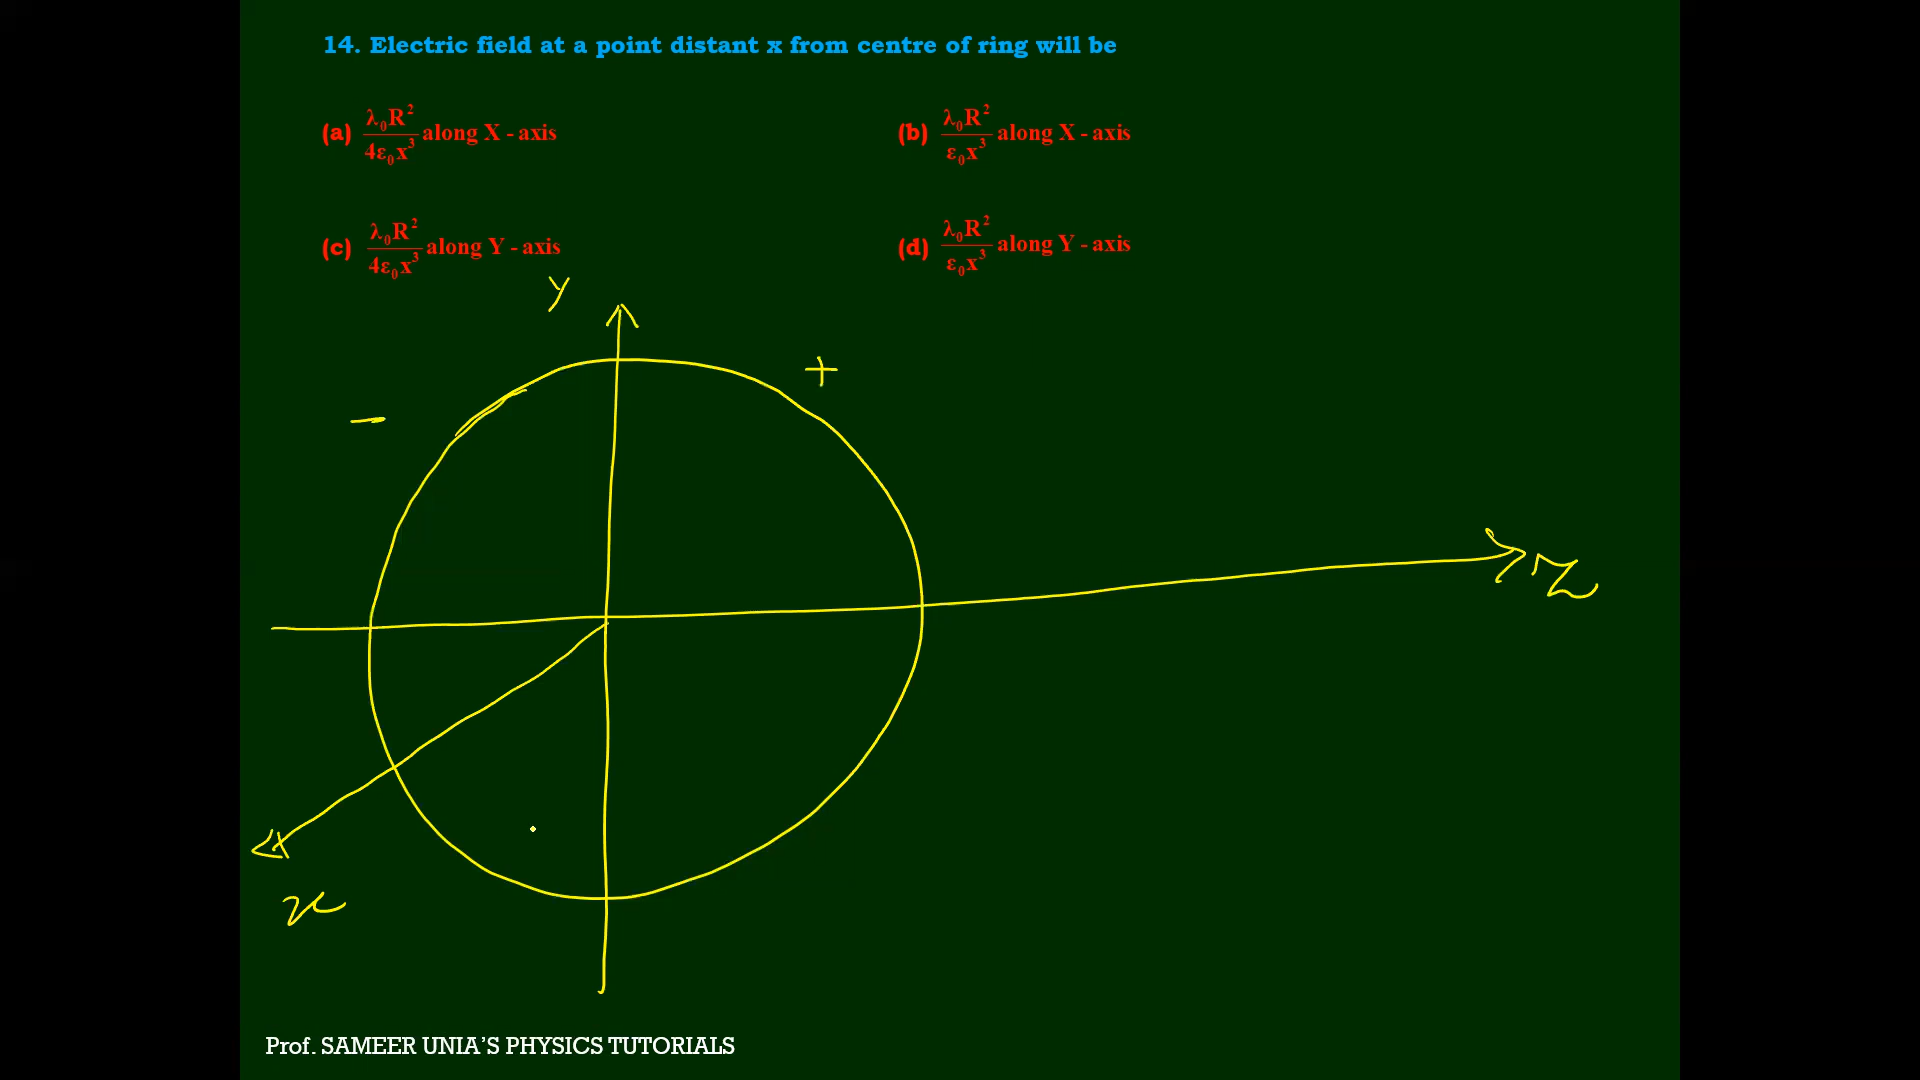 14. Electric field at a point distant x from centre of ring will be
(a) λ₀R²/4ε₀x³ along X - axis
(b) λ₀R²/ε₀x³ along X - axis
(c) λ₀R²/4ε₀x³ along Y - axis
(d) λ₀R²/ε₀x³ along Y - axis
y
+
−
z
x
Prof. SAMEER UNIA'S PHYSICS TUTORIALS